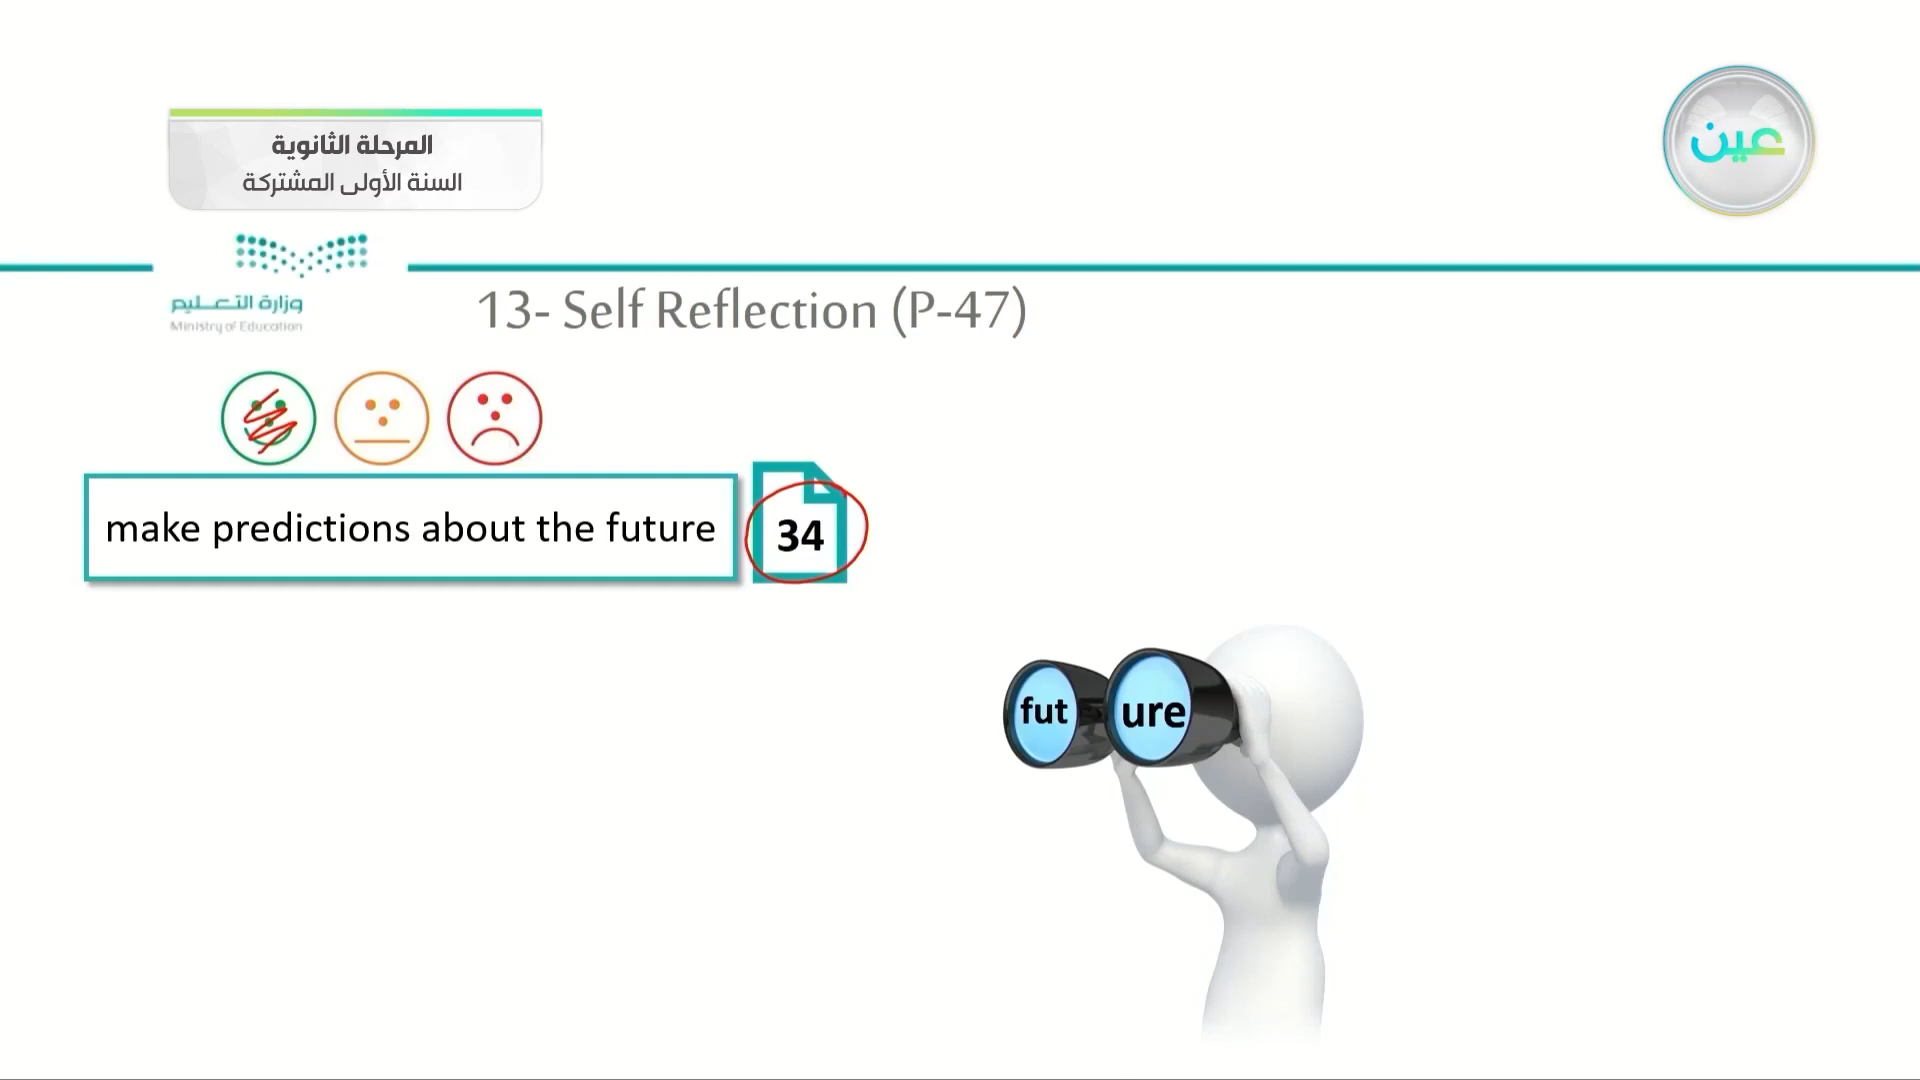 المرحلة الثانوية
السنة الأولى المشتركة
عين
وزارة التعليم
Ministry of Education
13- Self Reflection (P-47)
make predictions about the future
34
fut ure